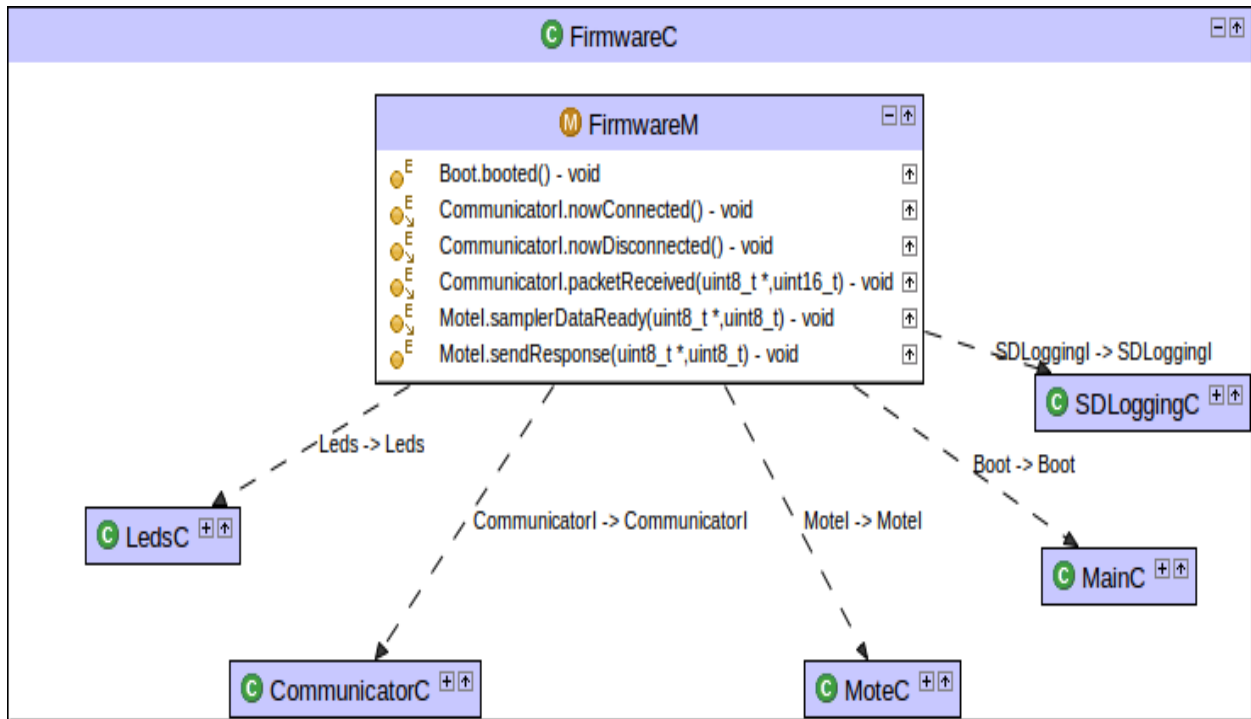 C FirmwareC
M FirmwareM
E Boot.booted() - void
E CommunicatorI.nowConnected() - void
E CommunicatorI.nowDisconnected() - void
E CommunicatorI.packetReceived(uint8_t *,uint16_t) - void
E MoteI.samplerDataReady(uint8_t *,uint8_t) - void
E MoteI.sendResponse(uint8_t *,uint8_t) - void
SDLoggingI -> SDLoggingI
C SDLoggingC
Leds -> Leds
Boot -> Boot
CommunicatorI -> CommunicatorI
MoteI -> MoteI
C LedsC
C MainC
C CommunicatorC
C MoteC